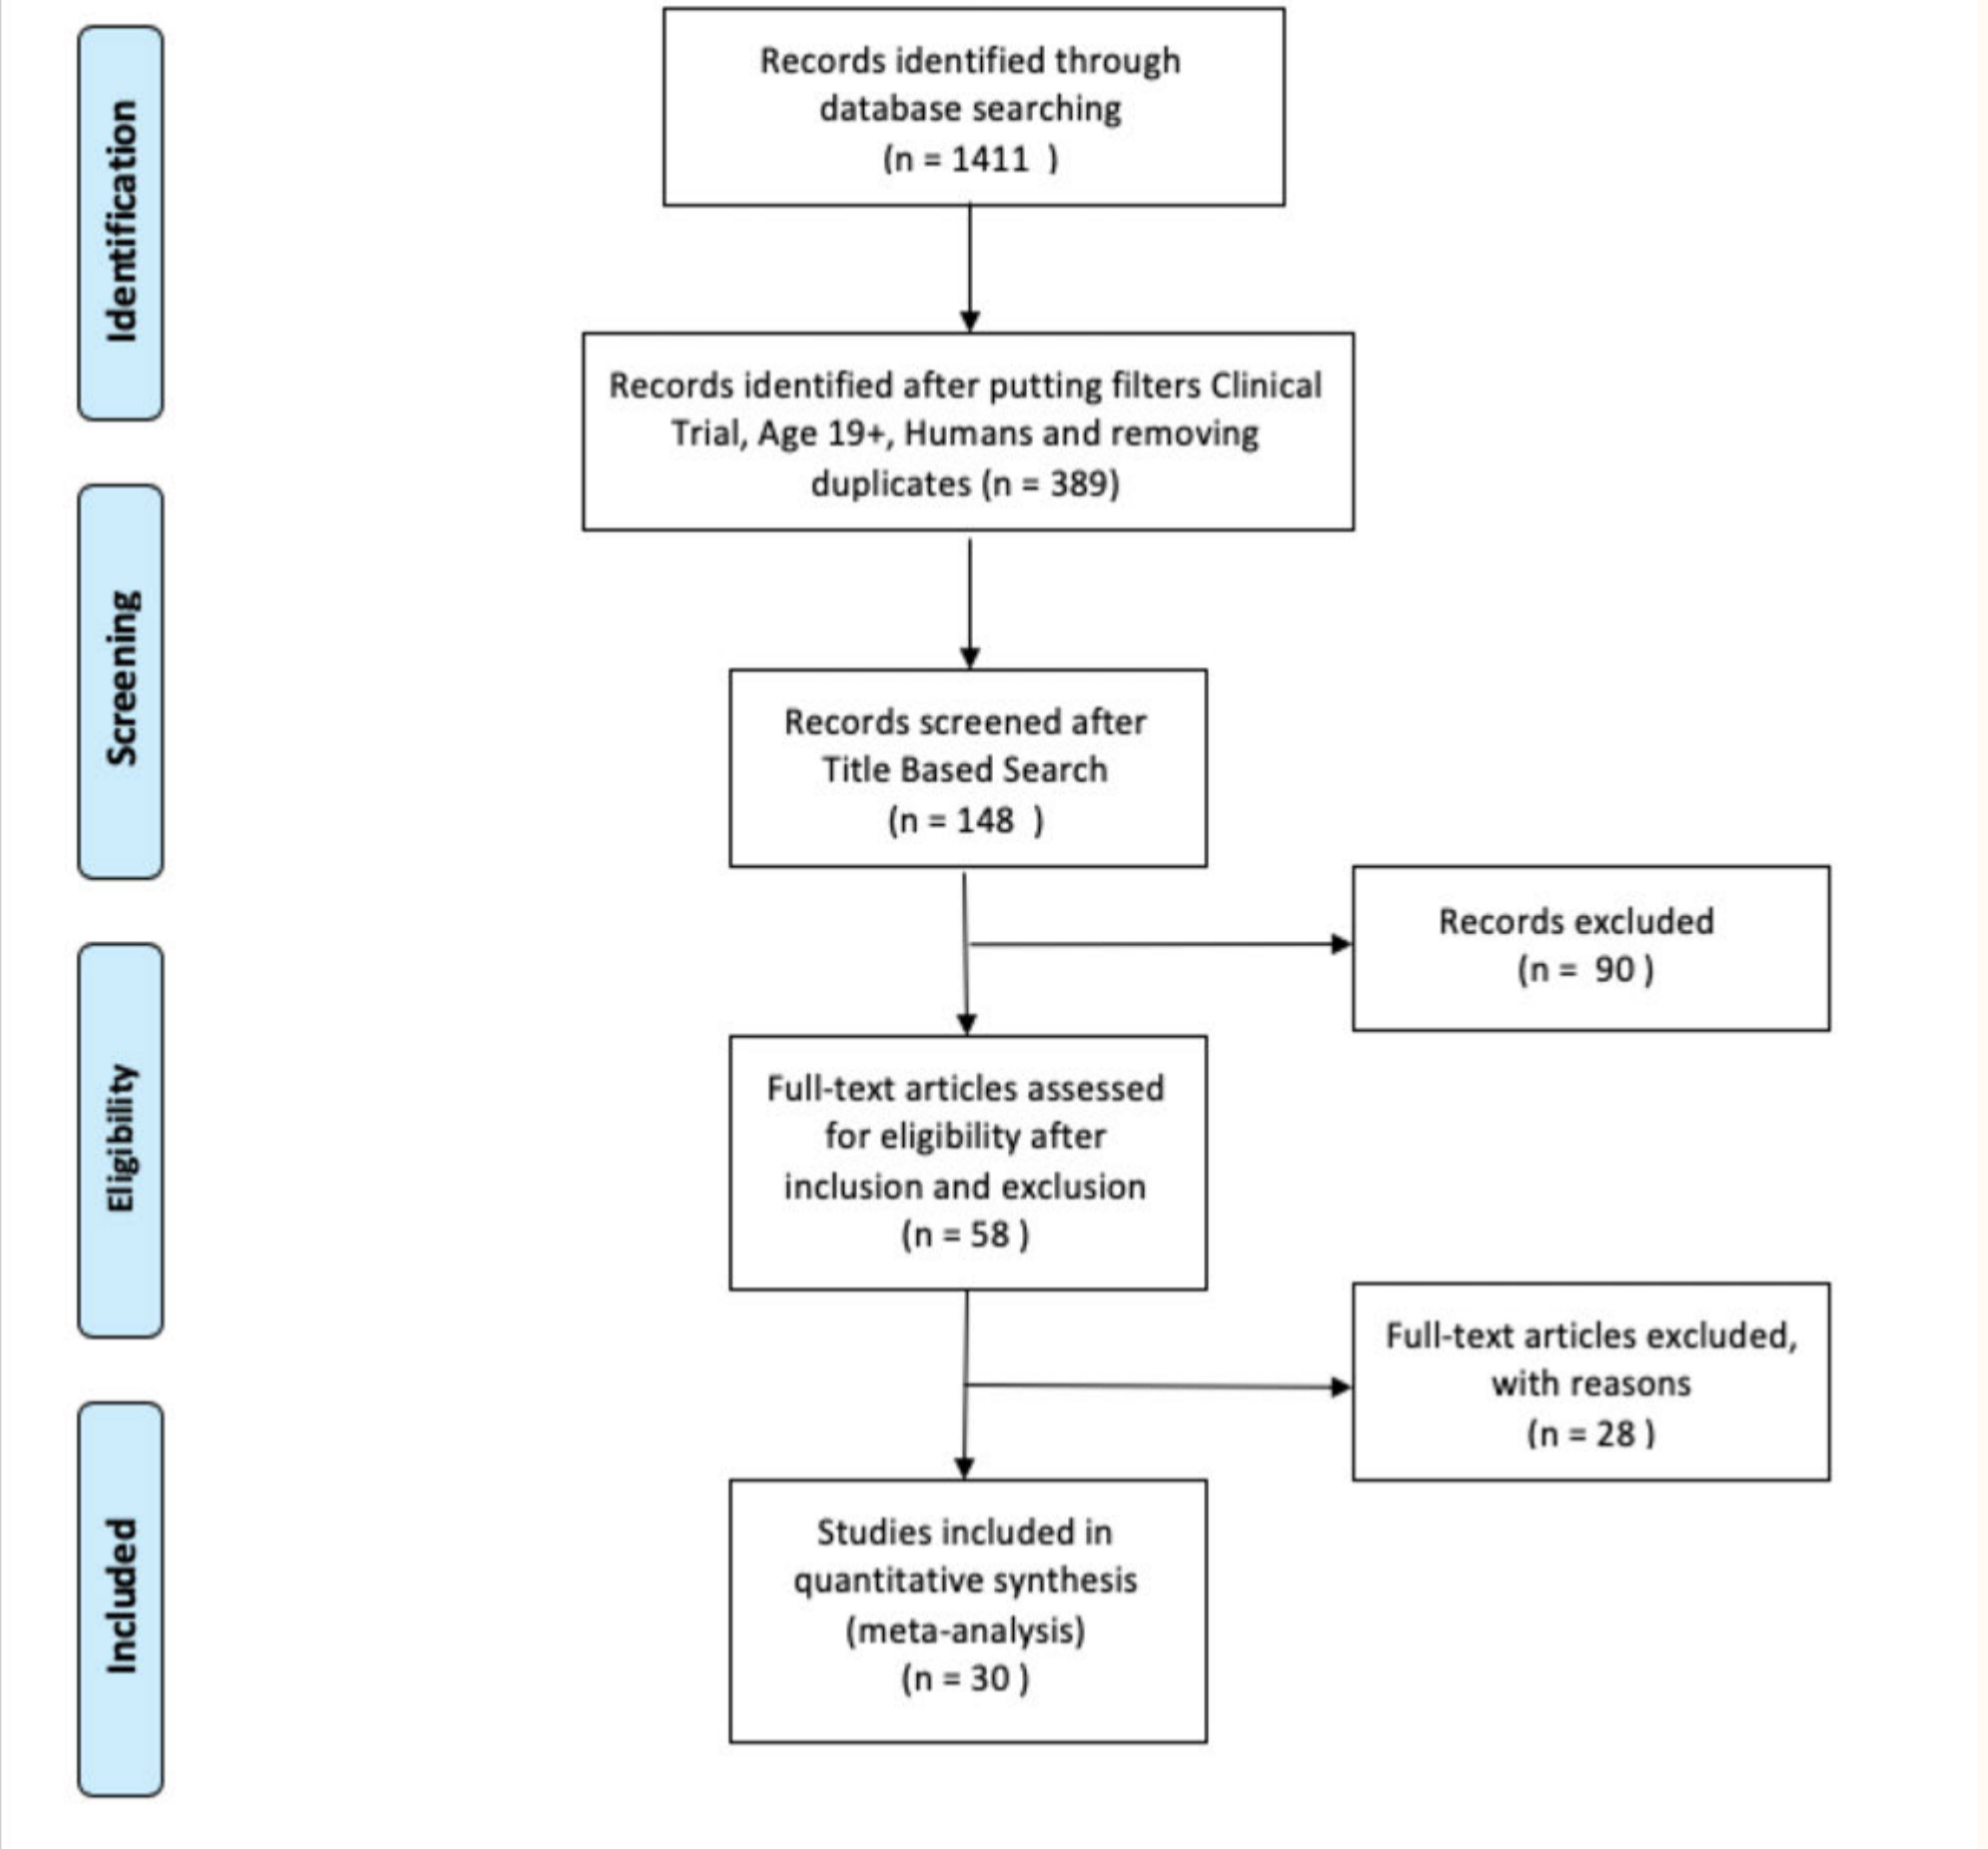 Identification
Records identified through
database searching
(n = 1411  )
Records identified after putting filters Clinical
Trial, Age 19+, Humans and removing
duplicates (n = 389)
Screening
Records screened after
Title Based Search
(n = 148  )
Records excluded
(n =  90 )
Eligibility
Full-text articles assessed
for eligibility after
inclusion and exclusion
(n = 58 )
Full-text articles excluded,
with reasons
(n = 28 )
Included
Studies included in
quantitative synthesis
(meta-analysis)
(n = 30 )